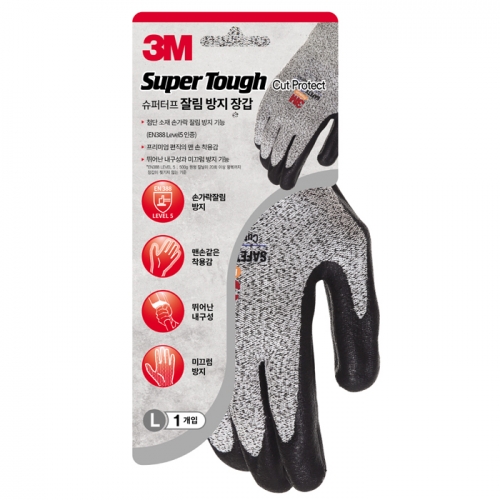 3M
Super Tough Cut Protect
슈퍼터프 잘림 방지 장갑
• 첨단 소재 손가락 잘림 방지 기능
(EN388 Level5 인증)
• 프리미엄 편직의 맨 손 착용감
• 뛰어난 내구성과 미끄럼 방지 기능
EN 388
LEVEL 5
손가락잘림
방지
맨손같은
착용감
뛰어난
내구성
미끄럼
방지
L 1 개입
3M
SAFE